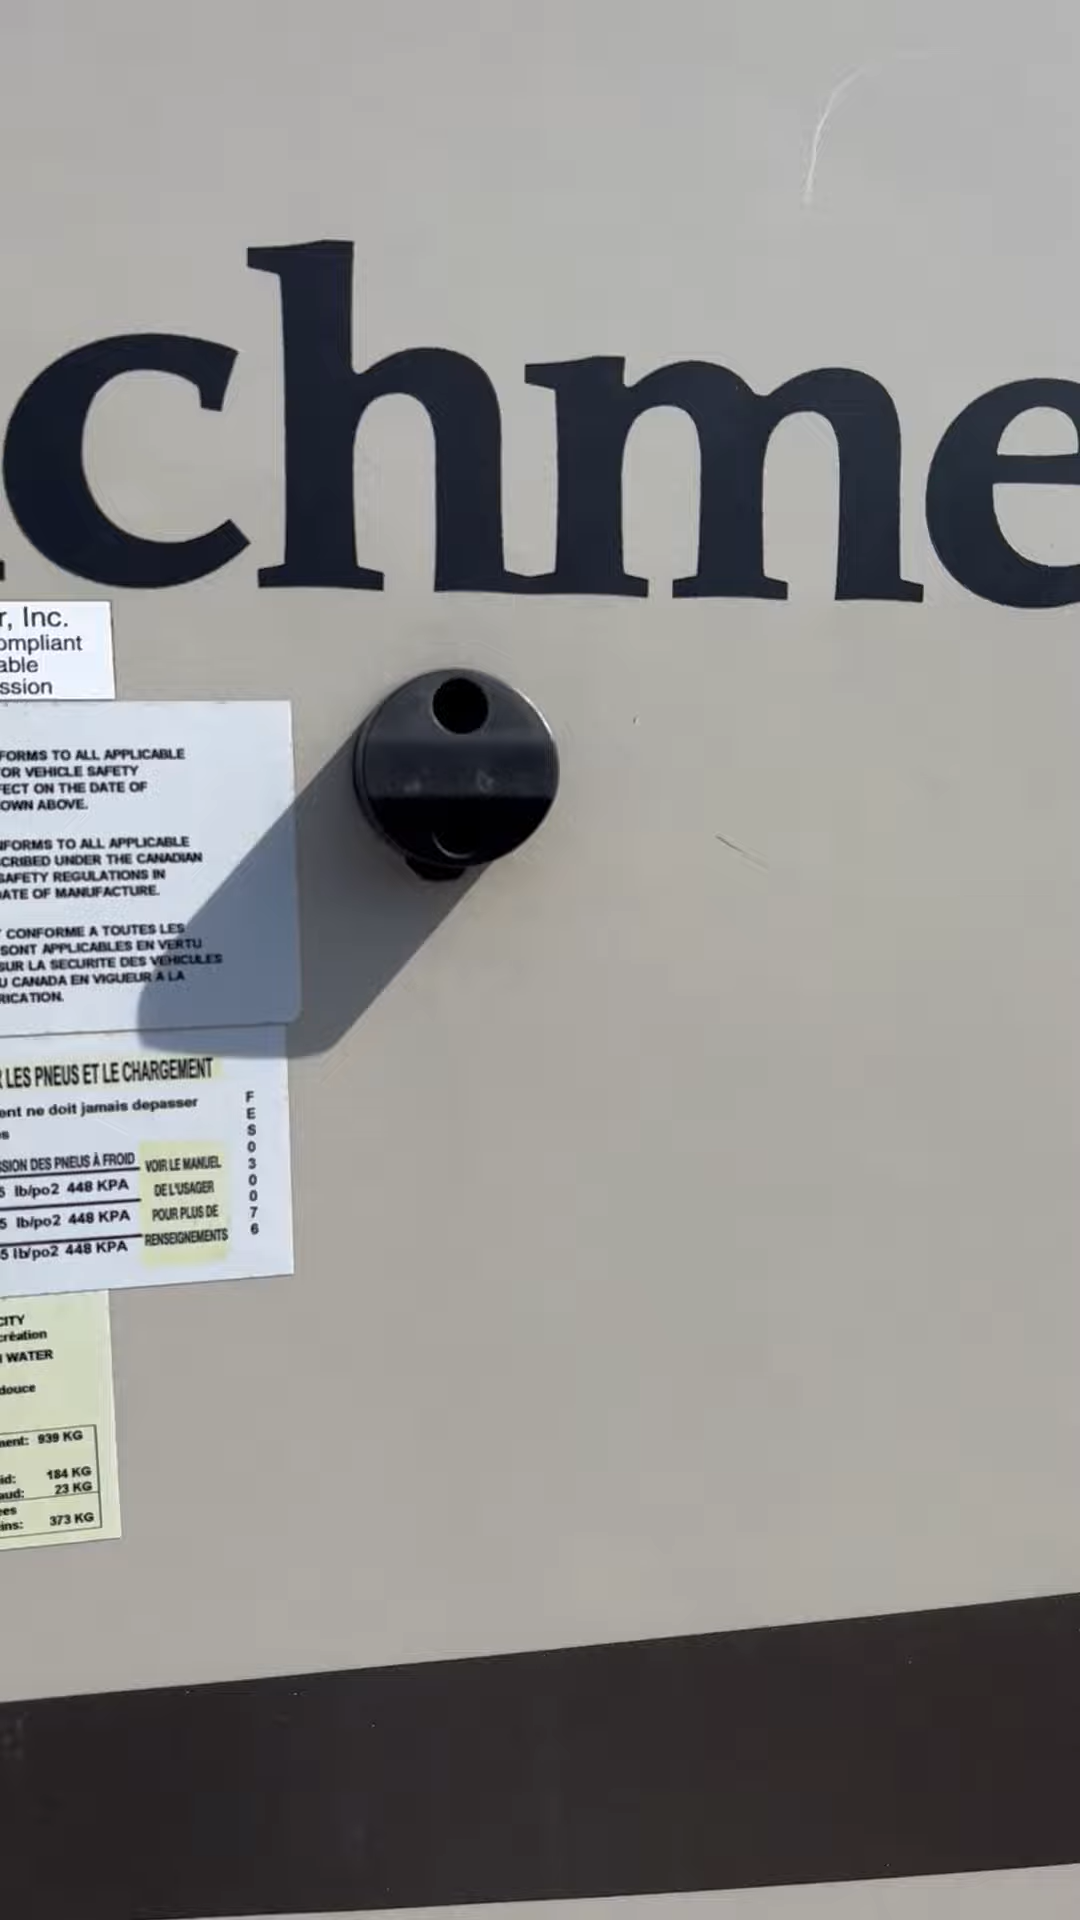 chme
r, Inc.
ompliant
able
ssion
FORMS TO ALL APPLICABLE
OR VEHICLE SAFETY
FECT ON THE DATE OF
OWN ABOVE.
NFORMS TO ALL APPLICABLE
SCRIBED UNDER THE CANADIAN
SAFETY REGULATIONS IN
DATE OF MANUFACTURE.
T CONFORME A TOUTES LES
SONT APPLICABLES EN VERTU
SUR LA SECURITE DES VEHICULES
U CANADA EN VIGUEUR A LA
RICATION.
R LES PNEUS ET LE CHARGEMENT
ent ne doit jamais depasser
s
SSION DES PNEUS À FROID
5 lb/po2 448 KPA
5 lb/po2 448 KPA
5 lb/po2 448 KPA
VOIR LE MANUEL
DE L'USAGER
POUR PLUS DE
RENSEIGNEMENTS
FES030076
CITY
création
WATER
douce
ment: 939 KG
id: 184 KG
aud: 23 KG
ees
ins: 373 KG